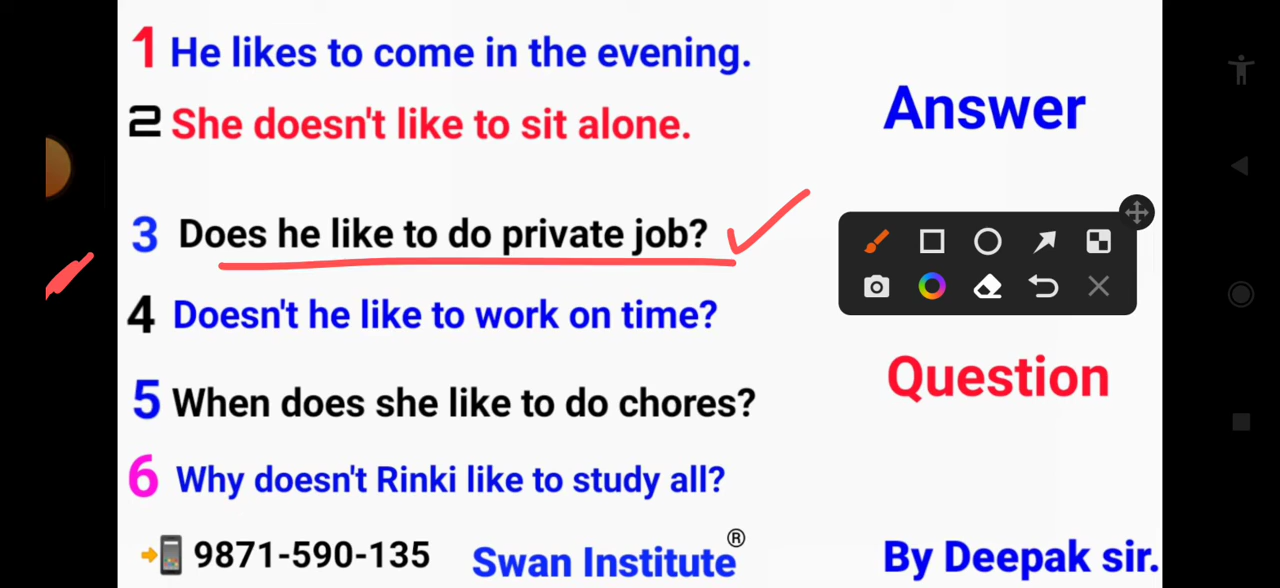 1 He likes to come in the evening.
Answer
2 She doesn't like to sit alone.
3 Does he like to do private job?
4 Doesn't he like to work on time?
Question
5 When does she like to do chores?
6 Why doesn't Rinki like to study all?
9871-590-135 Swan Institute ®
By Deepak sir.